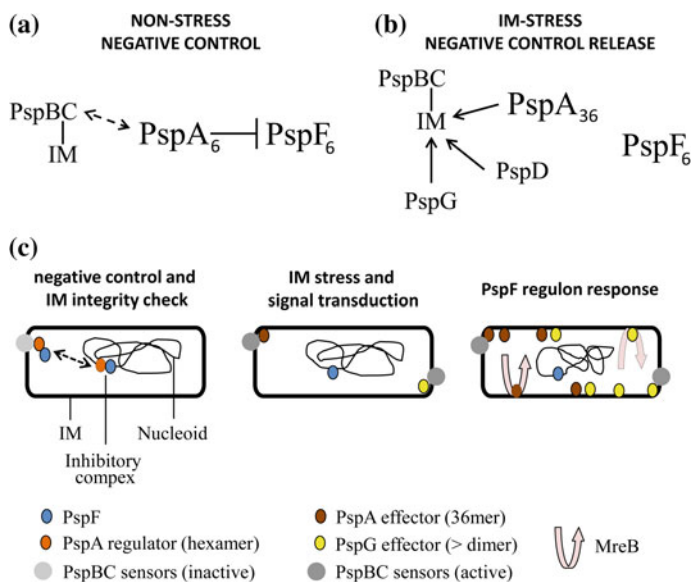 (a)
NON-STRESS
NEGATIVE CONTROL
PspBC
IM
PspA6
PspF6
(b)
IM-STRESS
NEGATIVE CONTROL RELEASE
PspBC
IM
PspA36
PspF6
PspD
PspG
(c)
negative control and
IM integrity check
IM stress and
signal transduction
PspF regulon response
IM
Nucleoid
Inhibitory
compex
PspF
PspA regulator (hexamer)
PspBC sensors (inactive)
PspA effector (36mer)
PspG effector (> dimer)
PspBC sensors (active)
MreB